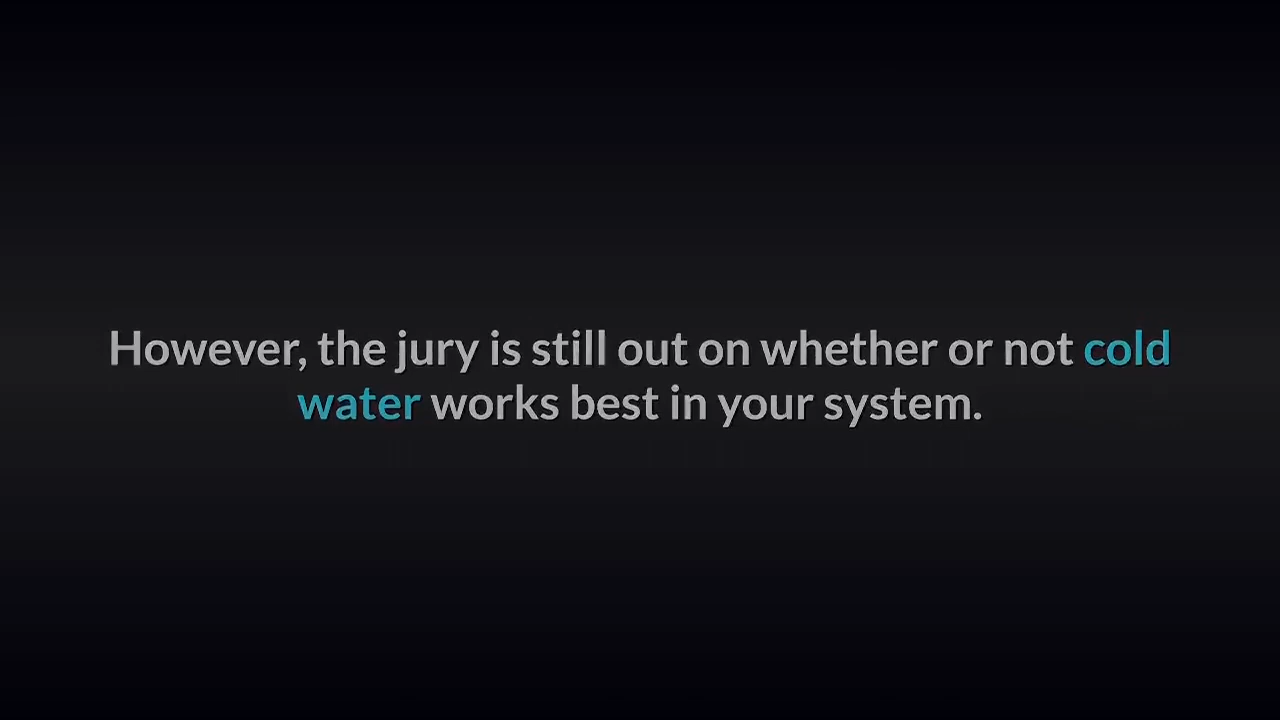 However, the jury is still out on whether or not cold
water works best in your system.